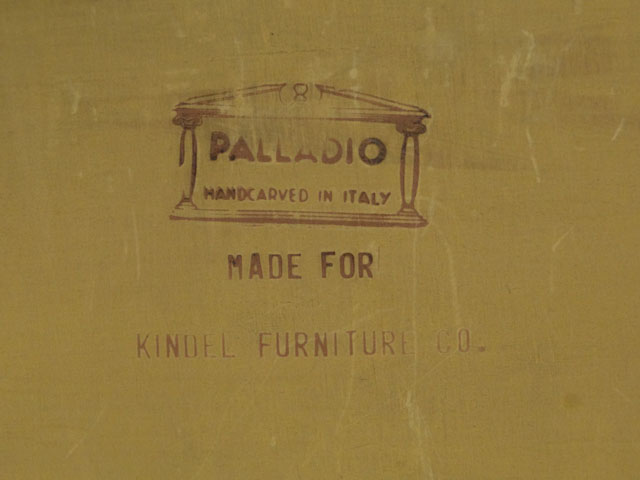 PALLADIO
HANDCARVED IN ITALY
MADE FOR
KINDEL FURNITURE CO.